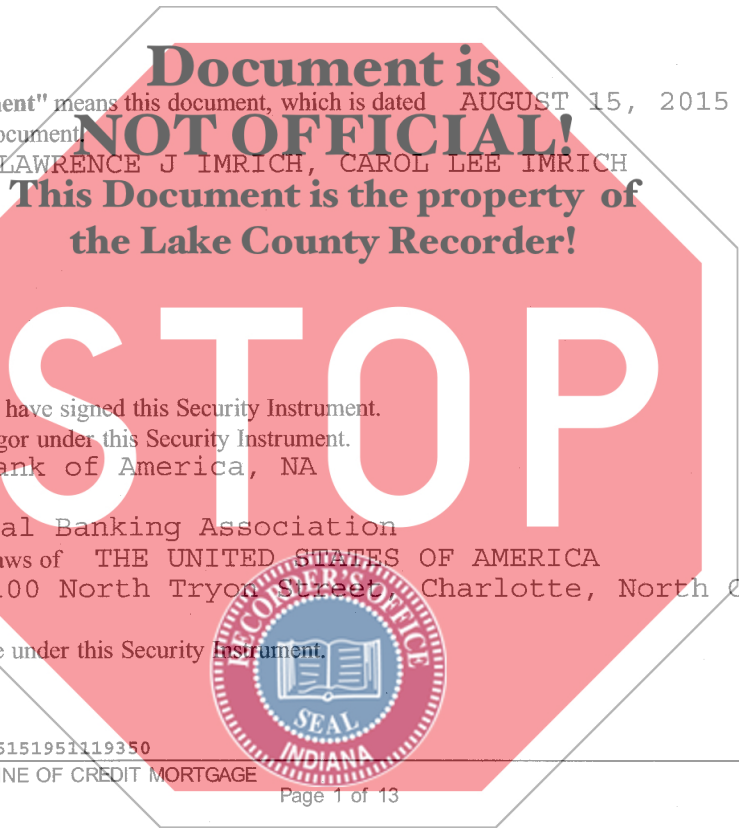 Document is
ment" means this document, which is dated AUGUST 15, 2015
ocument.
NOT OFFICIAL!
LAWRENCE J IMRICH, CAROL LEE IMRICH
This Document is the property of
the Lake County Recorder!
STOP
have signed this Security Instrument.
gor under this Security Instrument.
ank of America, NA
al Banking Association
aws of THE UNITED STATES OF AMERICA
100 North Tryon Street, Charlotte, North C
RECORDER'S OFFICE
e under this Security Instrument.
SEAL
INDIANA
5151951119350
INE OF CREDIT MORTGAGE
Page 1 of 13